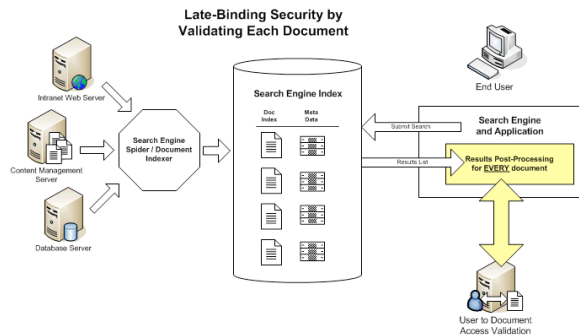 Late-Binding Security by
Validating Each Document
Intranet Web Server
Content Management
Server
Database Server
Search Engine
Spider / Document
Indexer
Search Engine Index
Doc
Index
Meta
Data
End User
Submit Search
Results List
Search Engine
and Application
Results Post-Processing
for EVERY document
User to Document
Access Validation